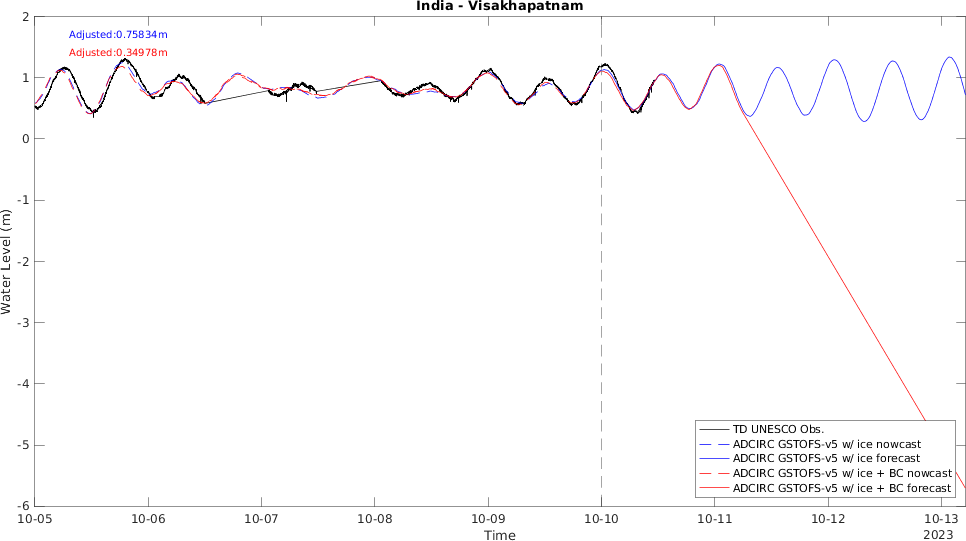 India - Visakhapatnam
Adjusted:0.75834m
Adjusted:0.34978m
2
1
0
-1
-2
-3
-4
-5
-6
Water Level (m)
TD UNESCO Obs.
ADCIRC GSTOFS-v5 w/ ice nowcast
ADCIRC GSTOFS-v5 w/ ice forecast
ADCIRC GSTOFS-v5 w/ ice + BC nowcast
ADCIRC GSTOFS-v5 w/ ice + BC forecast
10-05 10-06 10-07 10-08 10-09 10-10 10-11 10-12 10-13
2023
Time